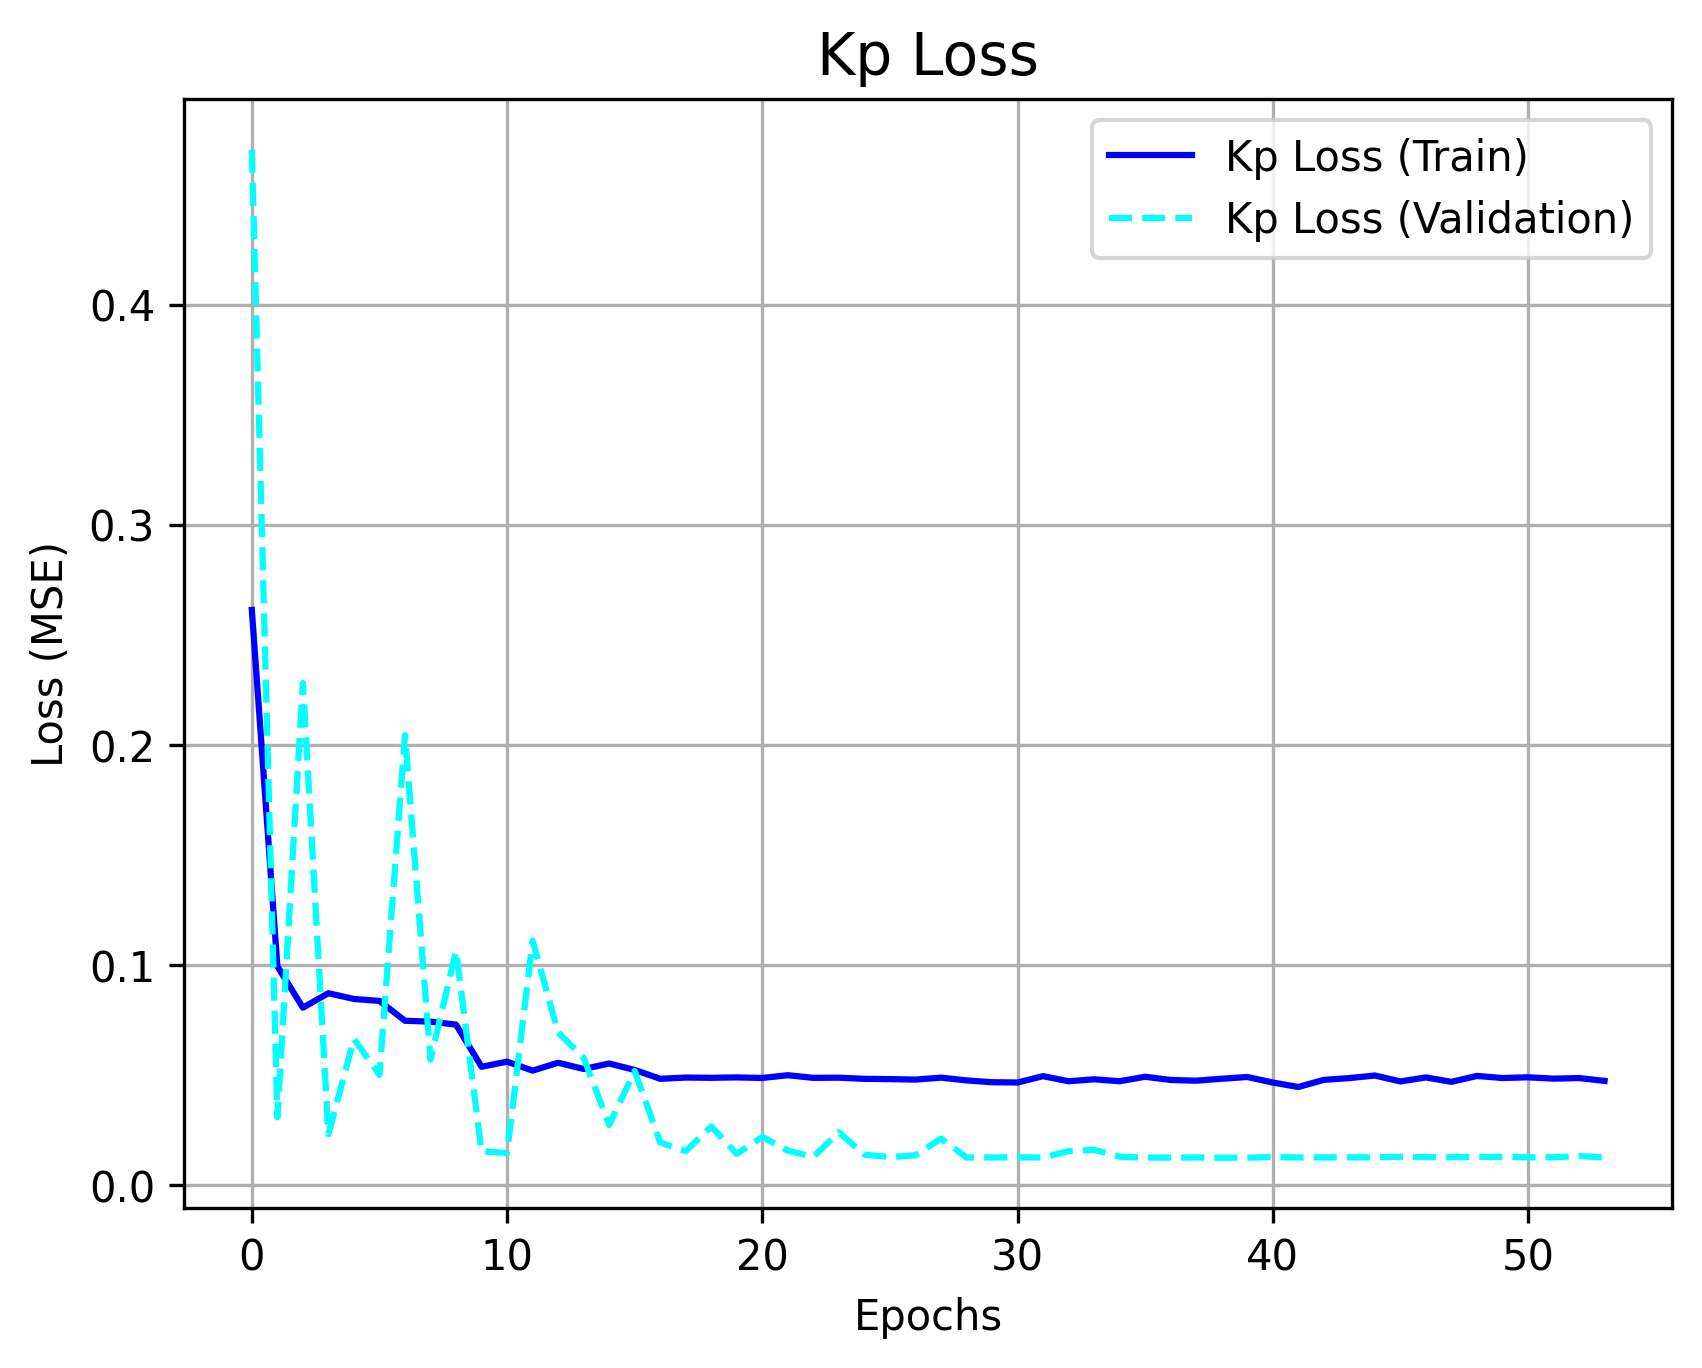 Kp Loss
Kp Loss (Train)
Kp Loss (Validation)
Loss (MSE)
0.4
0.3
0.2
0.1
0.0
0 10 20 30 40 50
Epochs